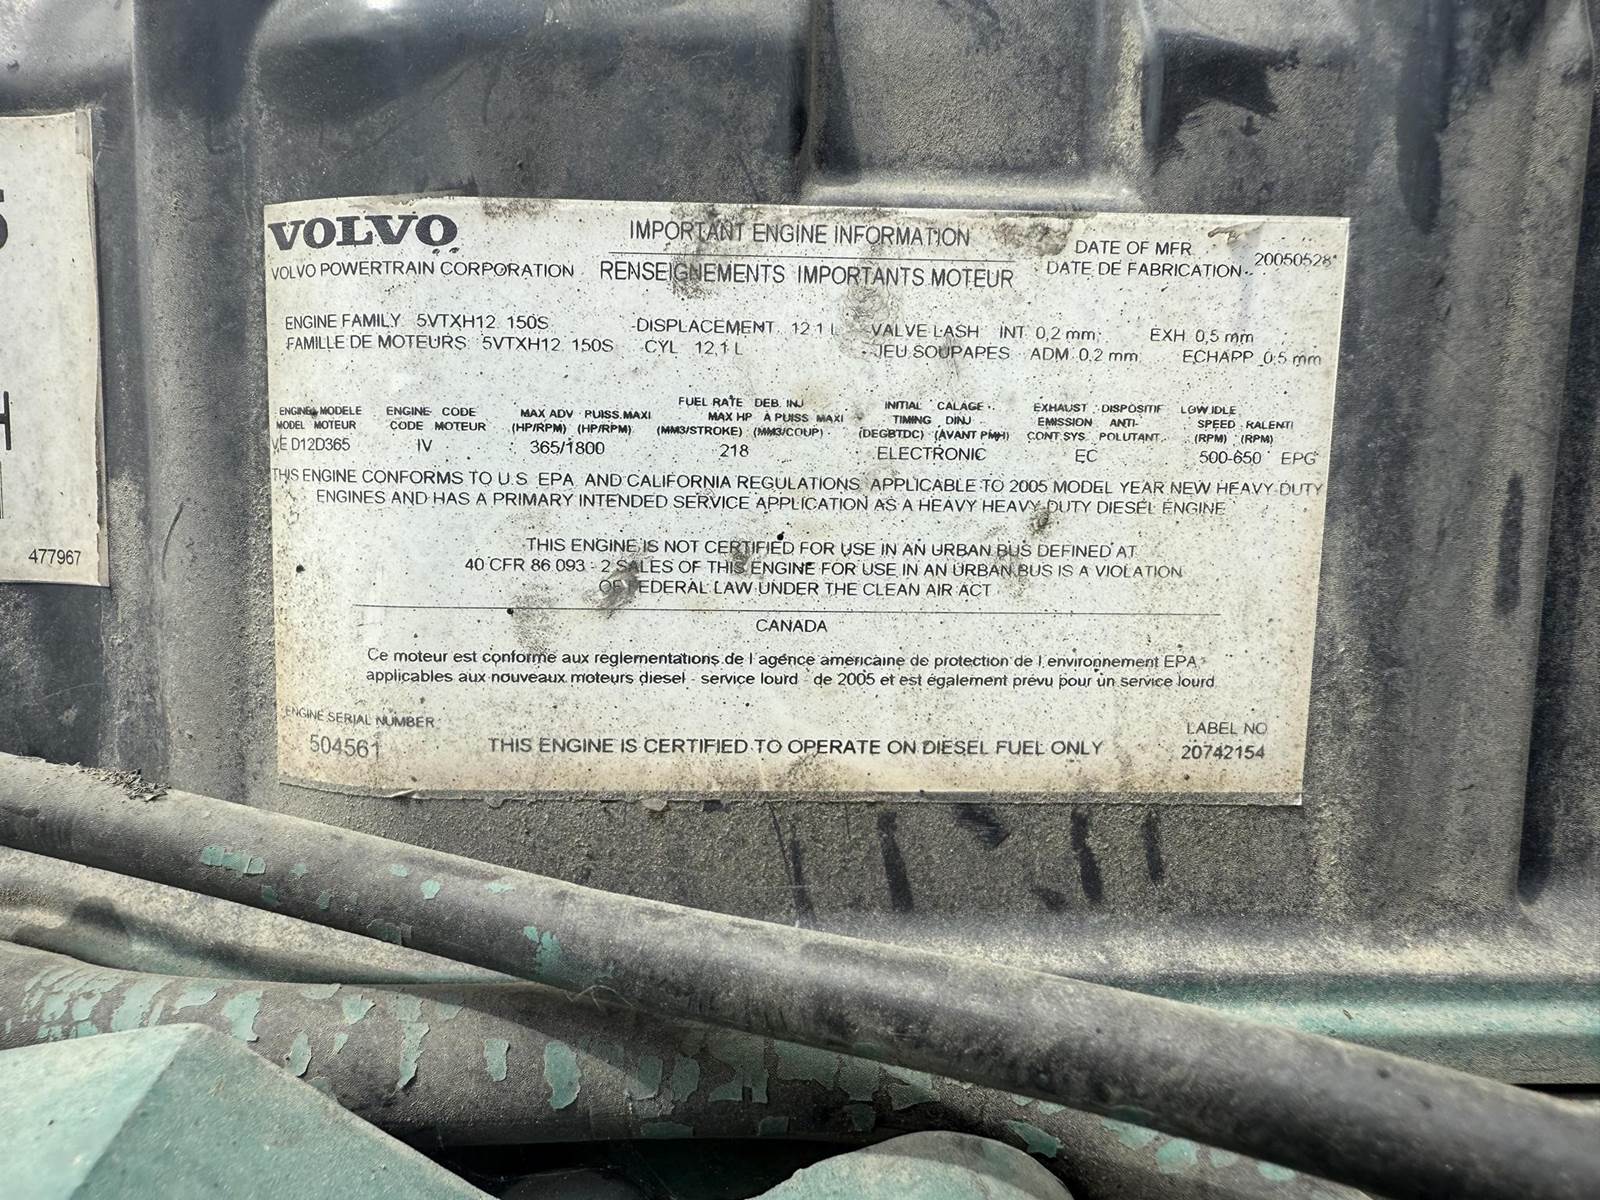 VOLVO
VOLVO POWERTRAIN CORPORATION
IMPORTANT ENGINE INFORMATION
RENSEIGNEMENTS IMPORTANTS MOTEUR
DATE OF MFR 20050528
DATE DE FABRICATION
ENGINE FAMILY 5VTXH12 150S DISPLACEMENT 12 1 L VALVE LASH INT 0,2 mm EXH 0,5 mm
FAMILLE DE MOTEURS 5VTXH12 150S CYL 12,1 L JEU SOUPAPES ADM 0,2 mm ECHAPP 0,5 mm
ENGINE MODELE
MODEL MOTEUR
VE D12D365
ENGINE CODE
CODE MOTEUR
IV
MAX ADV PUISS.MAXI
(HP/RPM) (HP/RPM)
365/1800
FUEL RATE DEB. INJ
MAX HP A PUISS MAXI
(MM3/STROKE) (MM3/COUP)
218
INITIAL CALAGE
TIMING DINJ
(DEGBTDC) (AVANT PMH)
ELECTRONIC
EXHAUST DISPOSITIF
EMISSION ANTI-
CONT SYS. POLUTANT
EC
LOW IDLE
SPEED RALENTI
(RPM) (RPM)
500-650 EPG
THIS ENGINE CONFORMS TO U.S EPA AND CALIFORNIA REGULATIONS APPLICABLE TO 2005 MODEL YEAR NEW HEAVY-DUTY
ENGINES AND HAS A PRIMARY INTENDED SERVICE APPLICATION AS A HEAVY HEAVY-DUTY DIESEL ENGINE
THIS ENGINE IS NOT CERTIFIED FOR USE IN AN URBAN BUS DEFINED AT
40 CFR 86 093 - 2 SALES OF THIS ENGINE FOR USE IN AN URBAN BUS IS A VIOLATION
OF FEDERAL LAW UNDER THE CLEAN AIR ACT
CANADA
Ce moteur est conforme aux réglementations de l agence américaine de protection de l environnement EPA
applicables aux nouveaux moteurs diesel - service lourd de 2005 et est également prévu pour un service lourd
ENGINE SERIAL NUMBER
504561
THIS ENGINE IS CERTIFIED TO OPERATE ON DIESEL FUEL ONLY
LABEL NO
20742154
477967